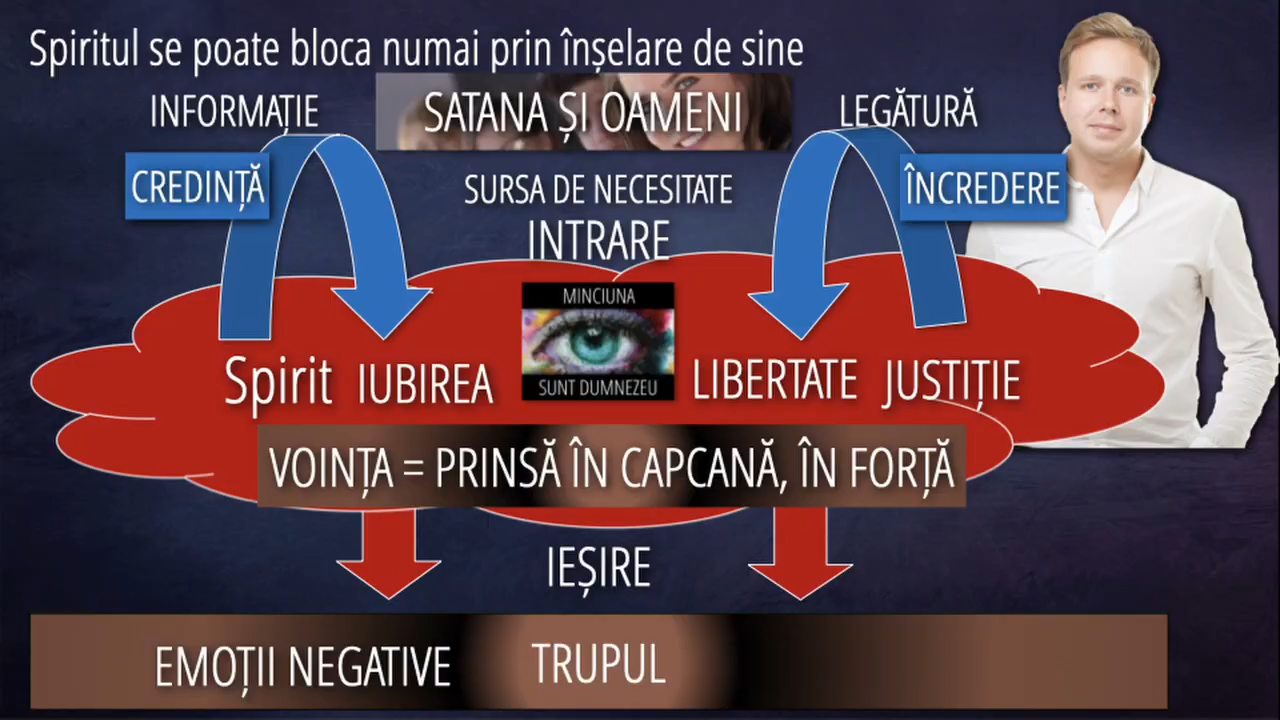 Spiritul se poate bloca numai prin înșelare de sine
INFORMAȚIE
SATANA ȘI OAMENI
LEGĂTURĂ
CREDINȚĂ
SURSA DE NECESITATE
ÎNCREDERE
INTRARE
MINCIUNA
SUNT DUMNEZEU
Spirit IUBIREA
LIBERTATE JUSTIȚIE
VOINȚA = PRINSĂ ÎN CAPCANĂ, ÎN FORȚĂ
IEȘIRE
EMOȚII NEGATIVE
TRUPUL